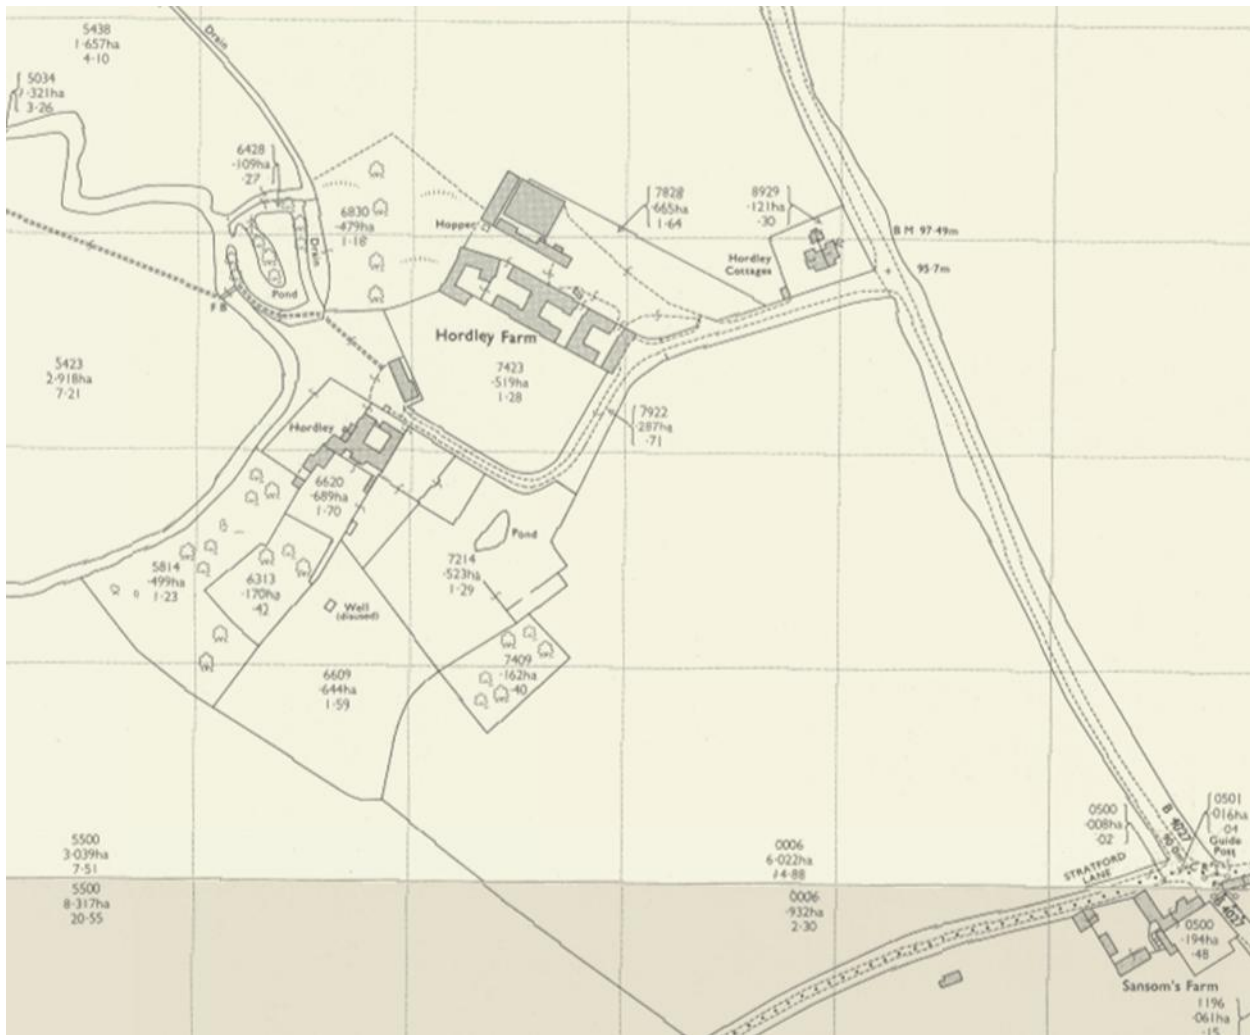 5438
1·657ha
4·10
Drain
5034
·321ha
3·26
6428
·109ha
·27
6830
·479ha
1·18
Hopper
7828
·665ha
1·64
8929
·121ha
·30
B M 97·49m
95·7m
Hordley
Cottages
Drain
Pond
F B
Hordley Farm
5423
2·918ha
7·21
7423
·519ha
1·28
7922
·287ha
·71
Hordley
6620
·689ha
1·70
Pond
5814
·499ha
1·23
6313
·170ha
·42
7214
·523ha
1·29
Well
(disused)
7409
·162ha
·40
6609
·644ha
1·59
0500
·008ha
·02
B 4027
0501
·016ha
·04
Guide
Post
5500
3·039ha
7·51
0006
6·022ha
14·88
STRATFORD
LANE
5500
8·317ha
20·55
0006
·932ha
2·30
B 4027
0500
·194ha
·48
Sansom's Farm
1196
·061ha
·15